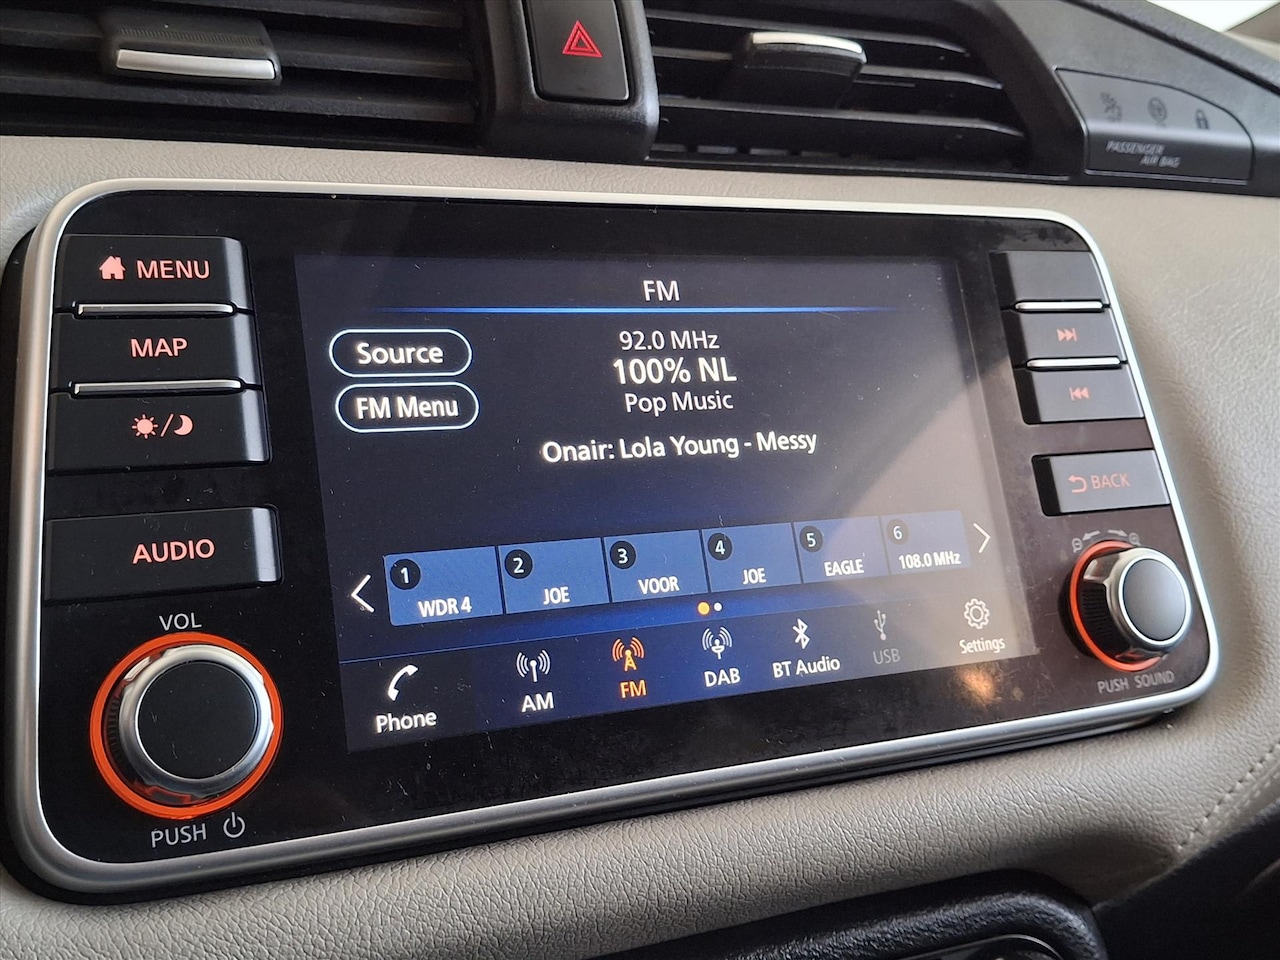 PASSENGER
AIR BAG
MENU
MAP
AUDIO
VOL
PUSH
FM
Source
FM Menu
92.0 MHz
100% NL
Pop Music
Onair: Lola Young - Messy
1 WDR 4
2 JOE
3 VOOR
4 JOE
5 EAGLE
6 108.0 MHz
Phone
AM
FM
DAB
BT Audio
USB
Settings
BACK
PUSH SOUND